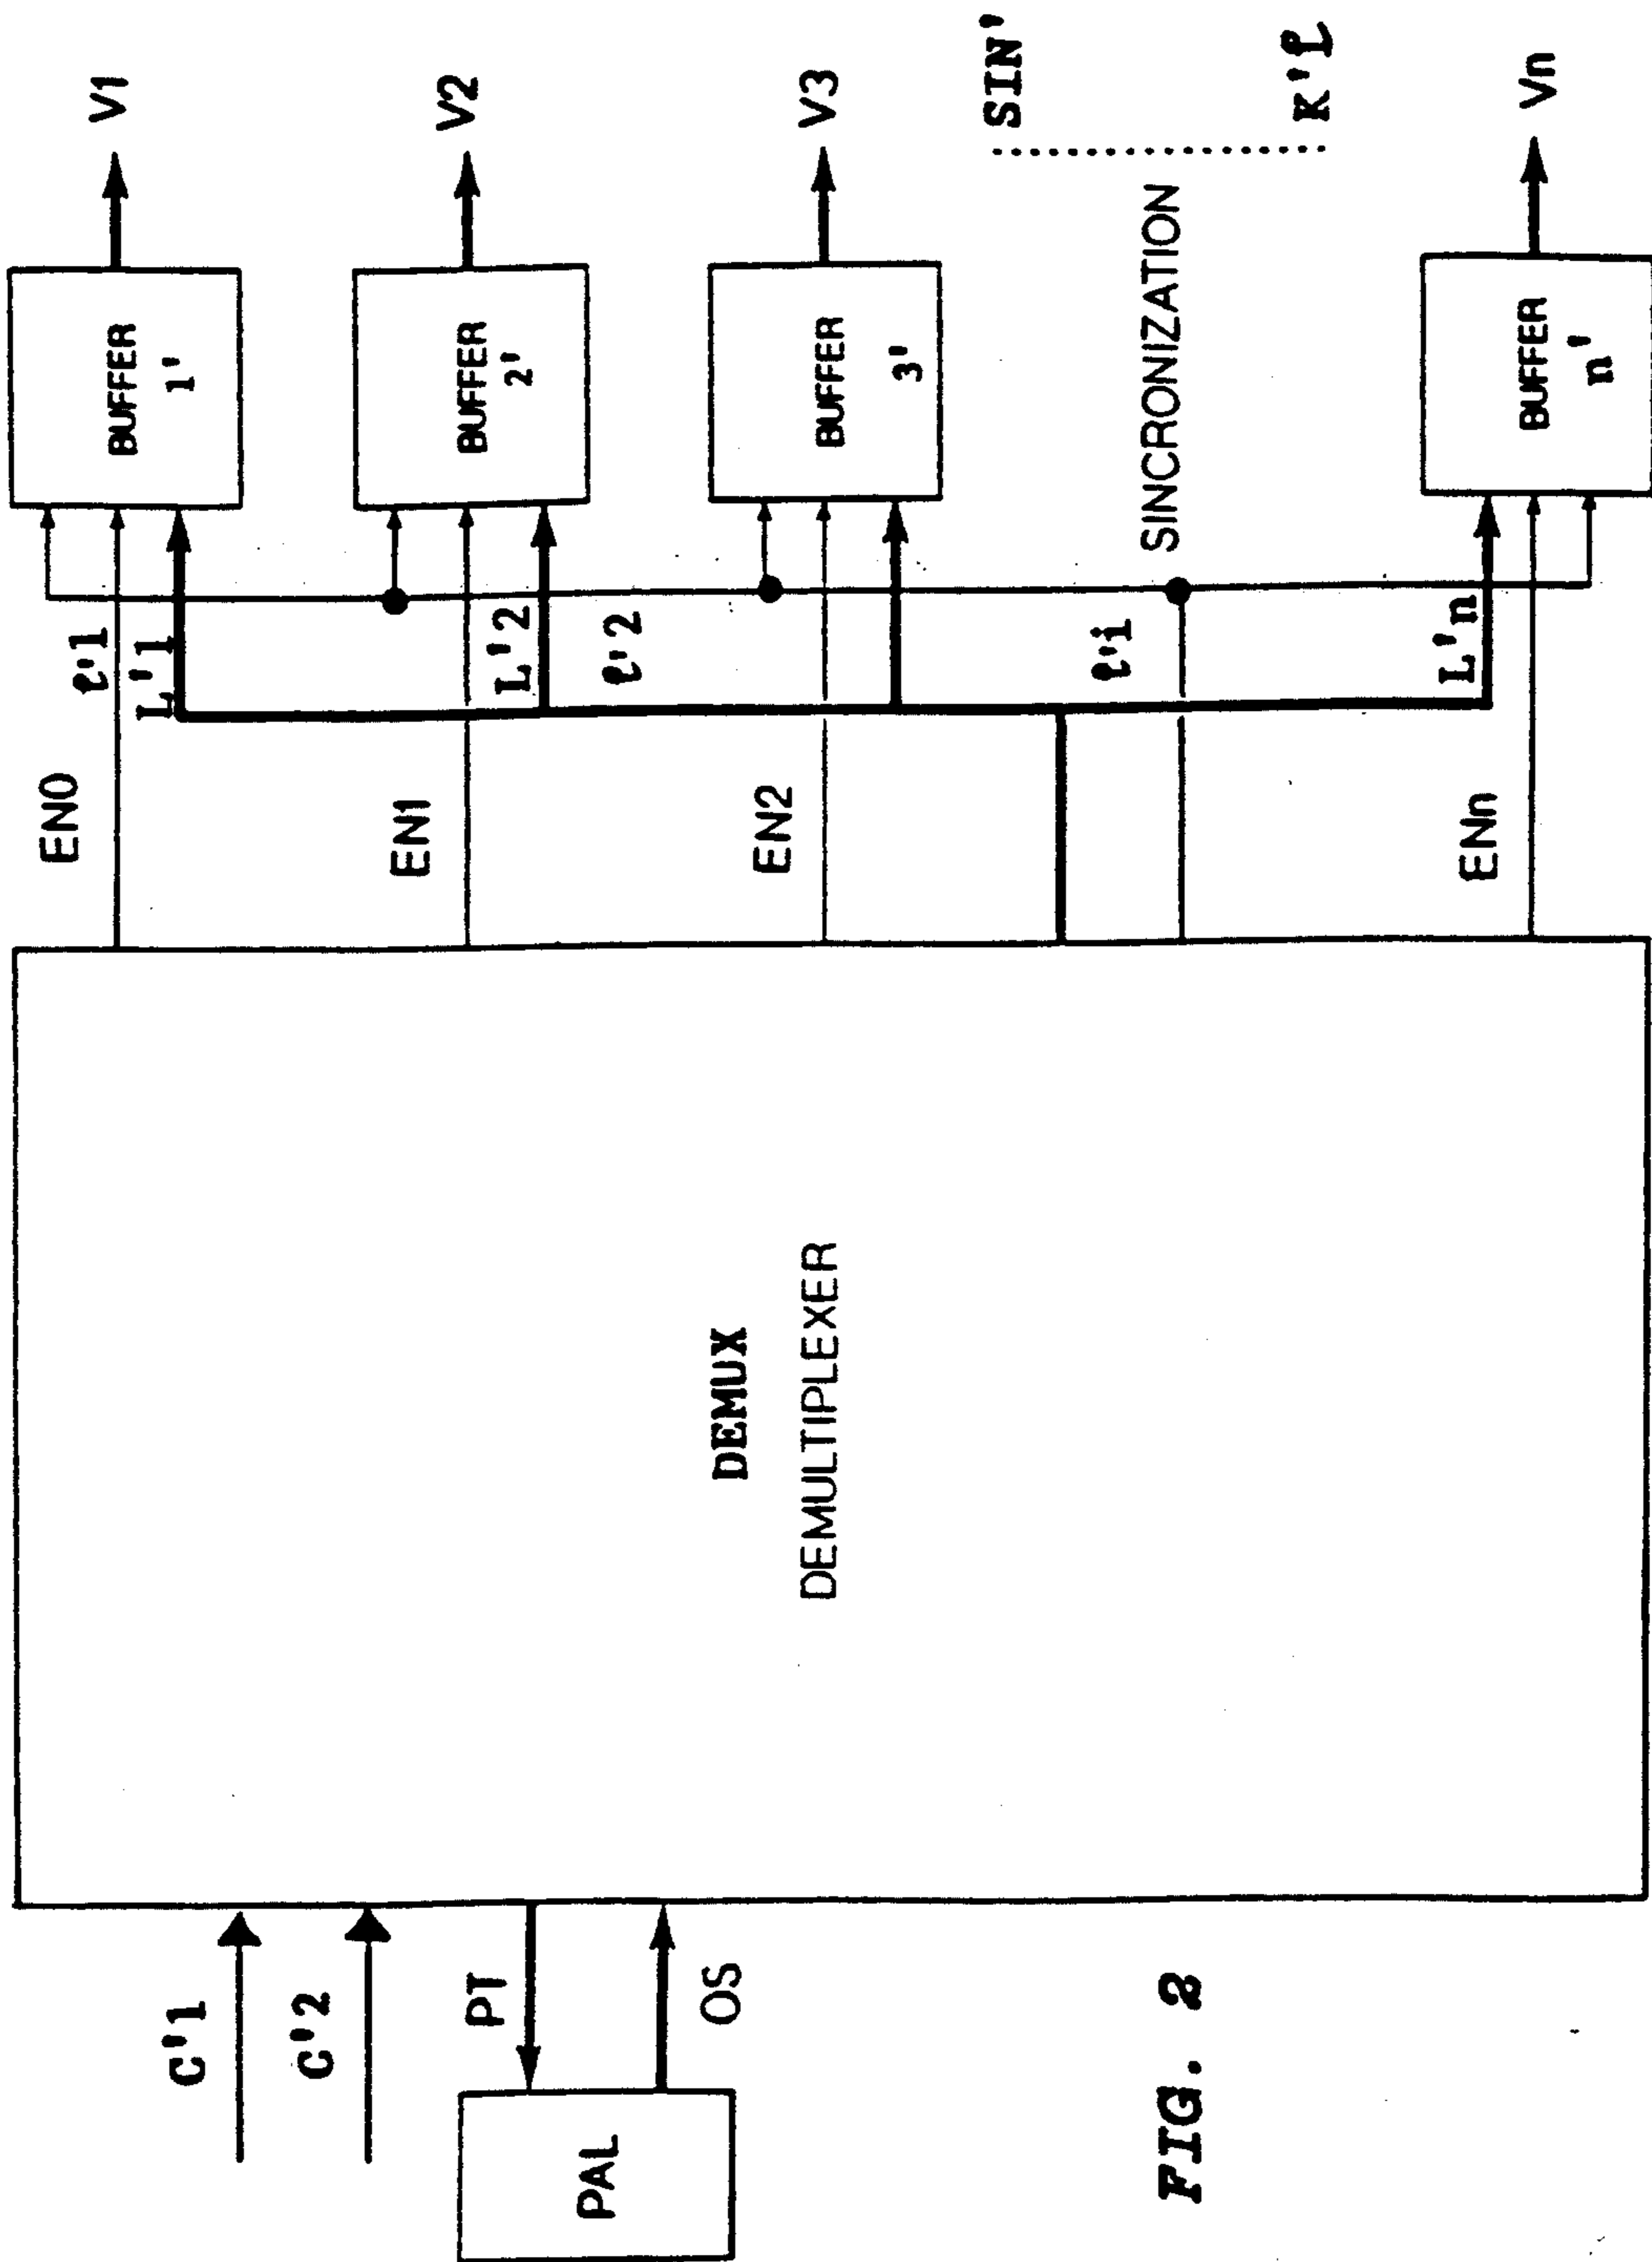 C'1
C'2
PT
OS
PAL
DEMUX
DEMULTIPLEXER
EN0
EN1
EN2
ENn
ℓ'1
L'1
L'2
ℓ'2
ℓ'i
L'n
BUFFER
1'
BUFFER
2'
BUFFER
3'
BUFFER
n'
SINCRONIZATION
V1
V2
V3
Vn
SIN'
FIG. 2